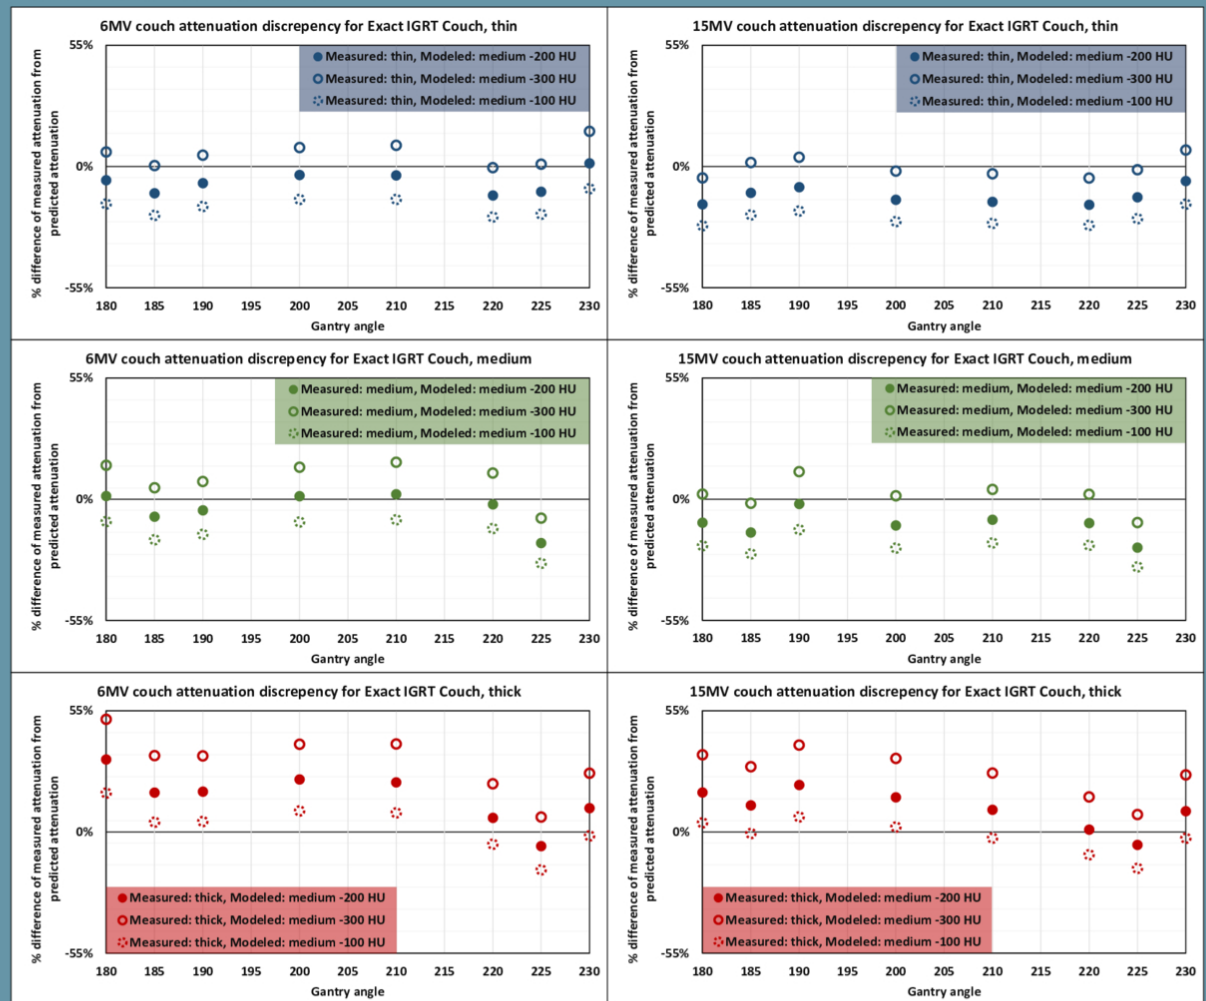 6MV couch attenuation discrepency for Exact IGRT Couch, thin
% difference of measured attenuation from
predicted attenuation
55%
0%
-55%
Measured: thin, Modeled: medium -200 HU
Measured: thin, Modeled: medium -300 HU
Measured: thin, Modeled: medium -100 HU
180 185 190 195 200 205 210 215 220 225 230
Gantry angle
15MV couch attenuation discrepency for Exact IGRT Couch, thin
% difference of measured attenuation from
predicted attenuation
55%
0%
-55%
Measured: thin, Modeled: medium -200 HU
Measured: thin, Modeled: medium -300 HU
Measured: thin, Modeled: medium -100 HU
180 185 190 195 200 205 210 215 220 225 230
Gantry angle
6MV couch attenuation discrepency for Exact IGRT Couch, medium
% difference of measured attenuation from
predicted attenuation
55%
0%
-55%
Measured: medium, Modeled: medium -200 HU
Measured: medium, Modeled: medium -300 HU
Measured: medium, Modeled: medium -100 HU
180 185 190 195 200 205 210 215 220 225 230
Gantry angle
15MV couch attenuation discrepency for Exact IGRT Couch, medium
% difference of measured attenuation from
predicted attenuation
55%
0%
-55%
Measured: medium, Modeled: medium -200 HU
Measured: medium, Modeled: medium -300 HU
Measured: medium, Modeled: medium -100 HU
180 185 190 195 200 205 210 215 220 225 230
Gantry angle
6MV couch attenuation discrepency for Exact IGRT Couch, thick
% difference of measured attenuation from
predicted attenuation
55%
0%
-55%
Measured: thick, Modeled: medium -200 HU
Measured: thick, Modeled: medium -300 HU
Measured: thick, Modeled: medium -100 HU
180 185 190 195 200 205 210 215 220 225 230
Gantry angle
15MV couch attenuation discrepency for Exact IGRT Couch, thick
% difference of measured attenuation from
predicted attenuation
55%
0%
-55%
Measured: thick, Modeled: medium -200 HU
Measured: thick, Modeled: medium -300 HU
Measured: thick, Modeled: medium -100 HU
180 185 190 195 200 205 210 215 220 225 230
Gantry angle